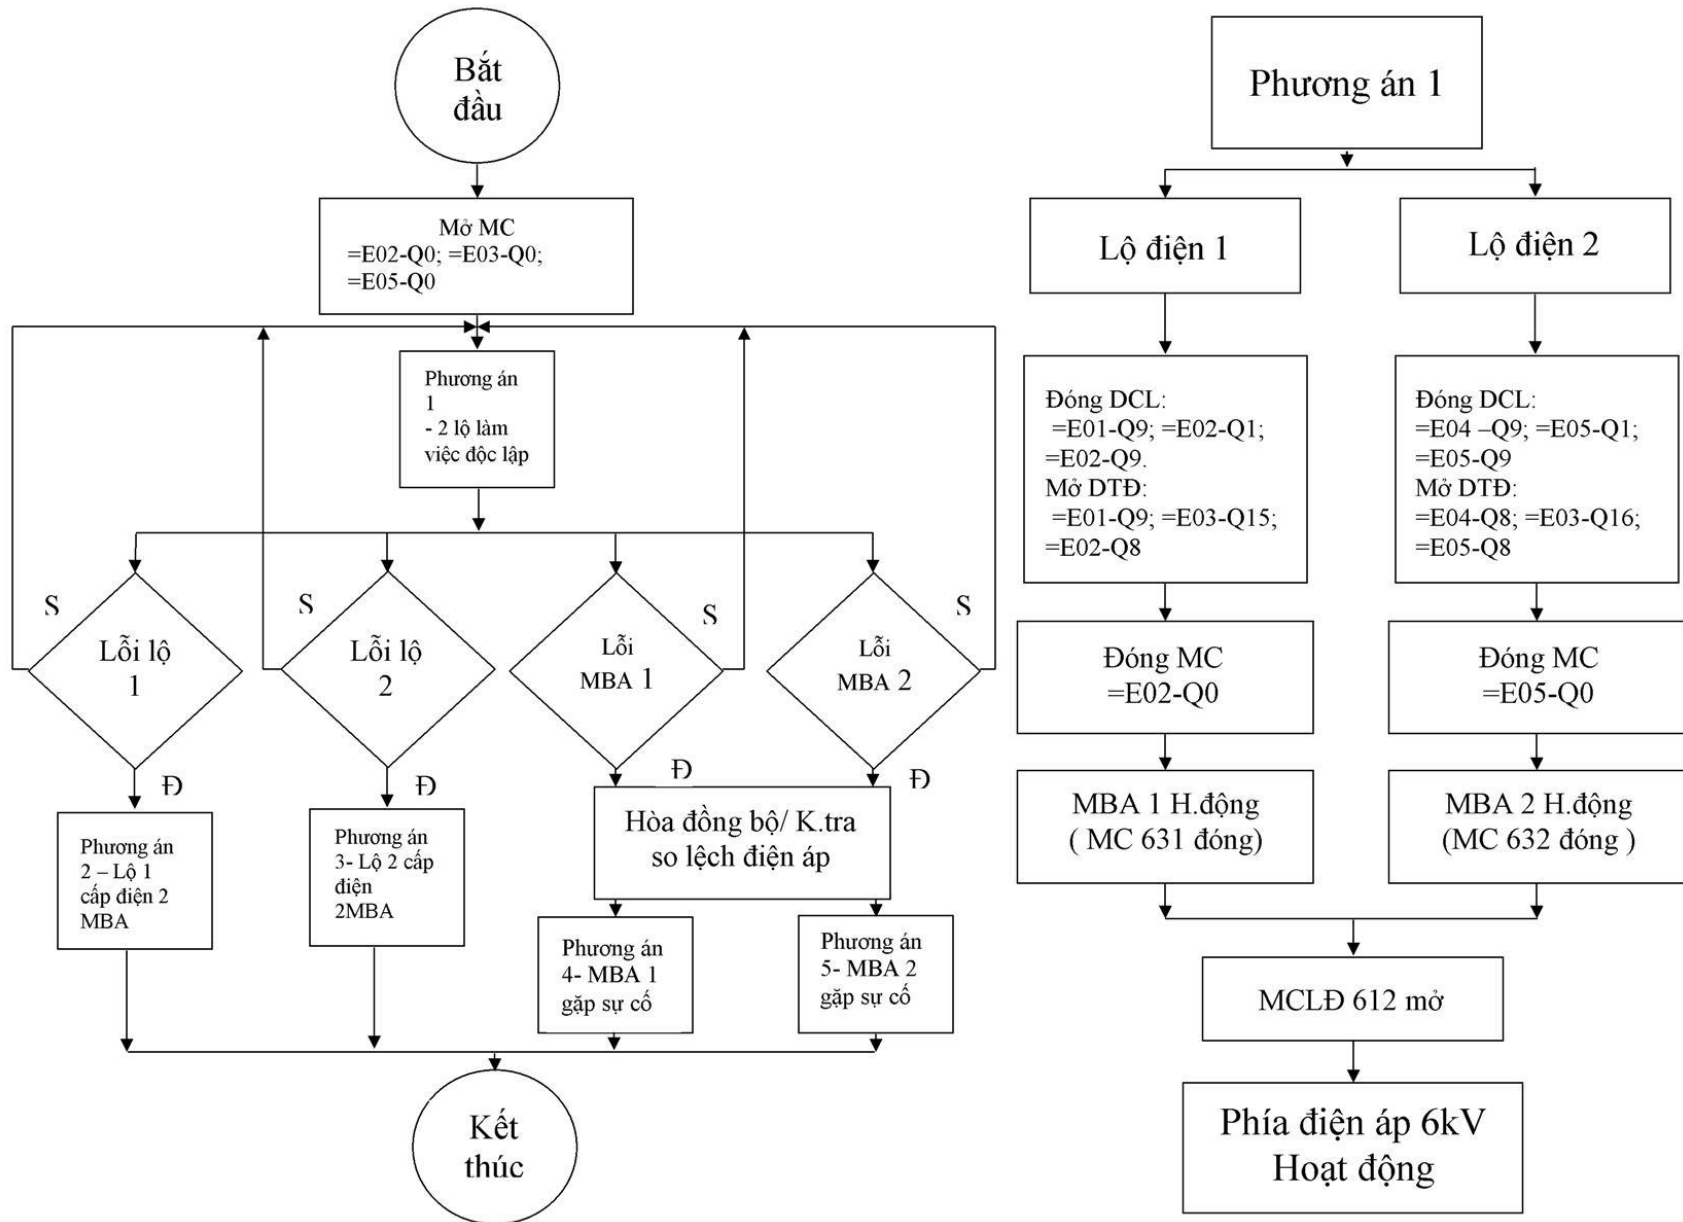 Bắt
đầu
Mở MC
=E02-Q0; =E03-Q0;
=E05-Q0
Phương án
1
- 2 lộ làm
việc độc lập
S
S
S
S
Lỗi lộ
1
Lỗi lộ
2
Lỗi
MBA 1
Lỗi
MBA 2
Đ
Đ
Đ
Đ
Phương án
2 – Lộ 1
cấp điện 2
MBA
Phương án
3- Lộ 2 cấp
điện
2MBA
Hòa đồng bộ/ K.tra
so lệch điện áp
Phương án
4- MBA 1
gặp sự cố
Phương án
5- MBA 2
gặp sự cố
Kết
thúc
Phương án 1
Lộ điện 1
Lộ điện 2
Đóng DCL:
=E01-Q9; =E02-Q1;
=E02-Q9.
Mở DTĐ:
=E01-Q9; =E03-Q15;
=E02-Q8
Đóng DCL:
=E04 –Q9; =E05-Q1;
=E05-Q9
Mở DTĐ:
=E04-Q8; =E03-Q16;
=E05-Q8
Đóng MC
=E02-Q0
Đóng MC
=E05-Q0
MBA 1 H.động
( MC 631 đóng)
MBA 2 H.động
(MC 632 đóng )
MCLĐ 612 mở
Phía điện áp 6kV
Hoạt động